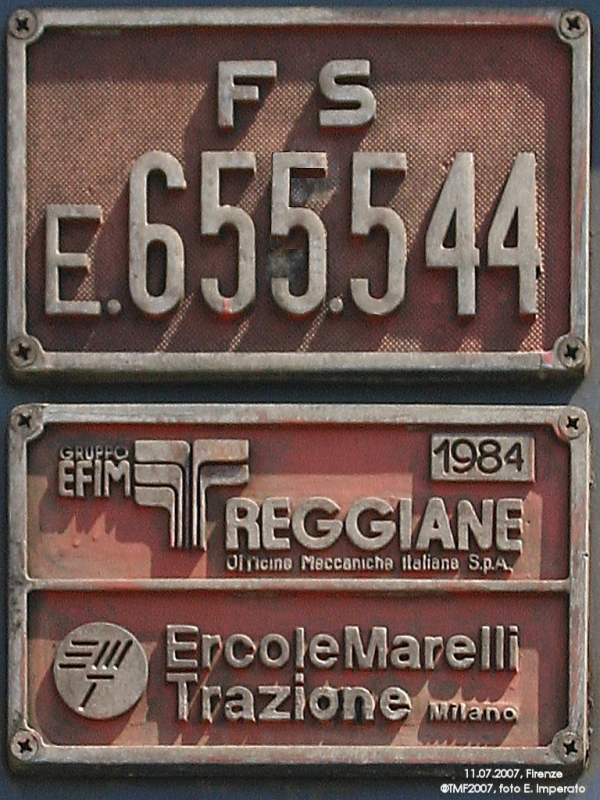 F S
E.655.544
GRUPPO
EFIM
1984
REGGIANE
Officine Meccaniche Italiane S.p.A.
EMT
ErcoleMarelli
Trazione Milano
11.07.2007, Firenze
©TMF2007, foto E. Imperato